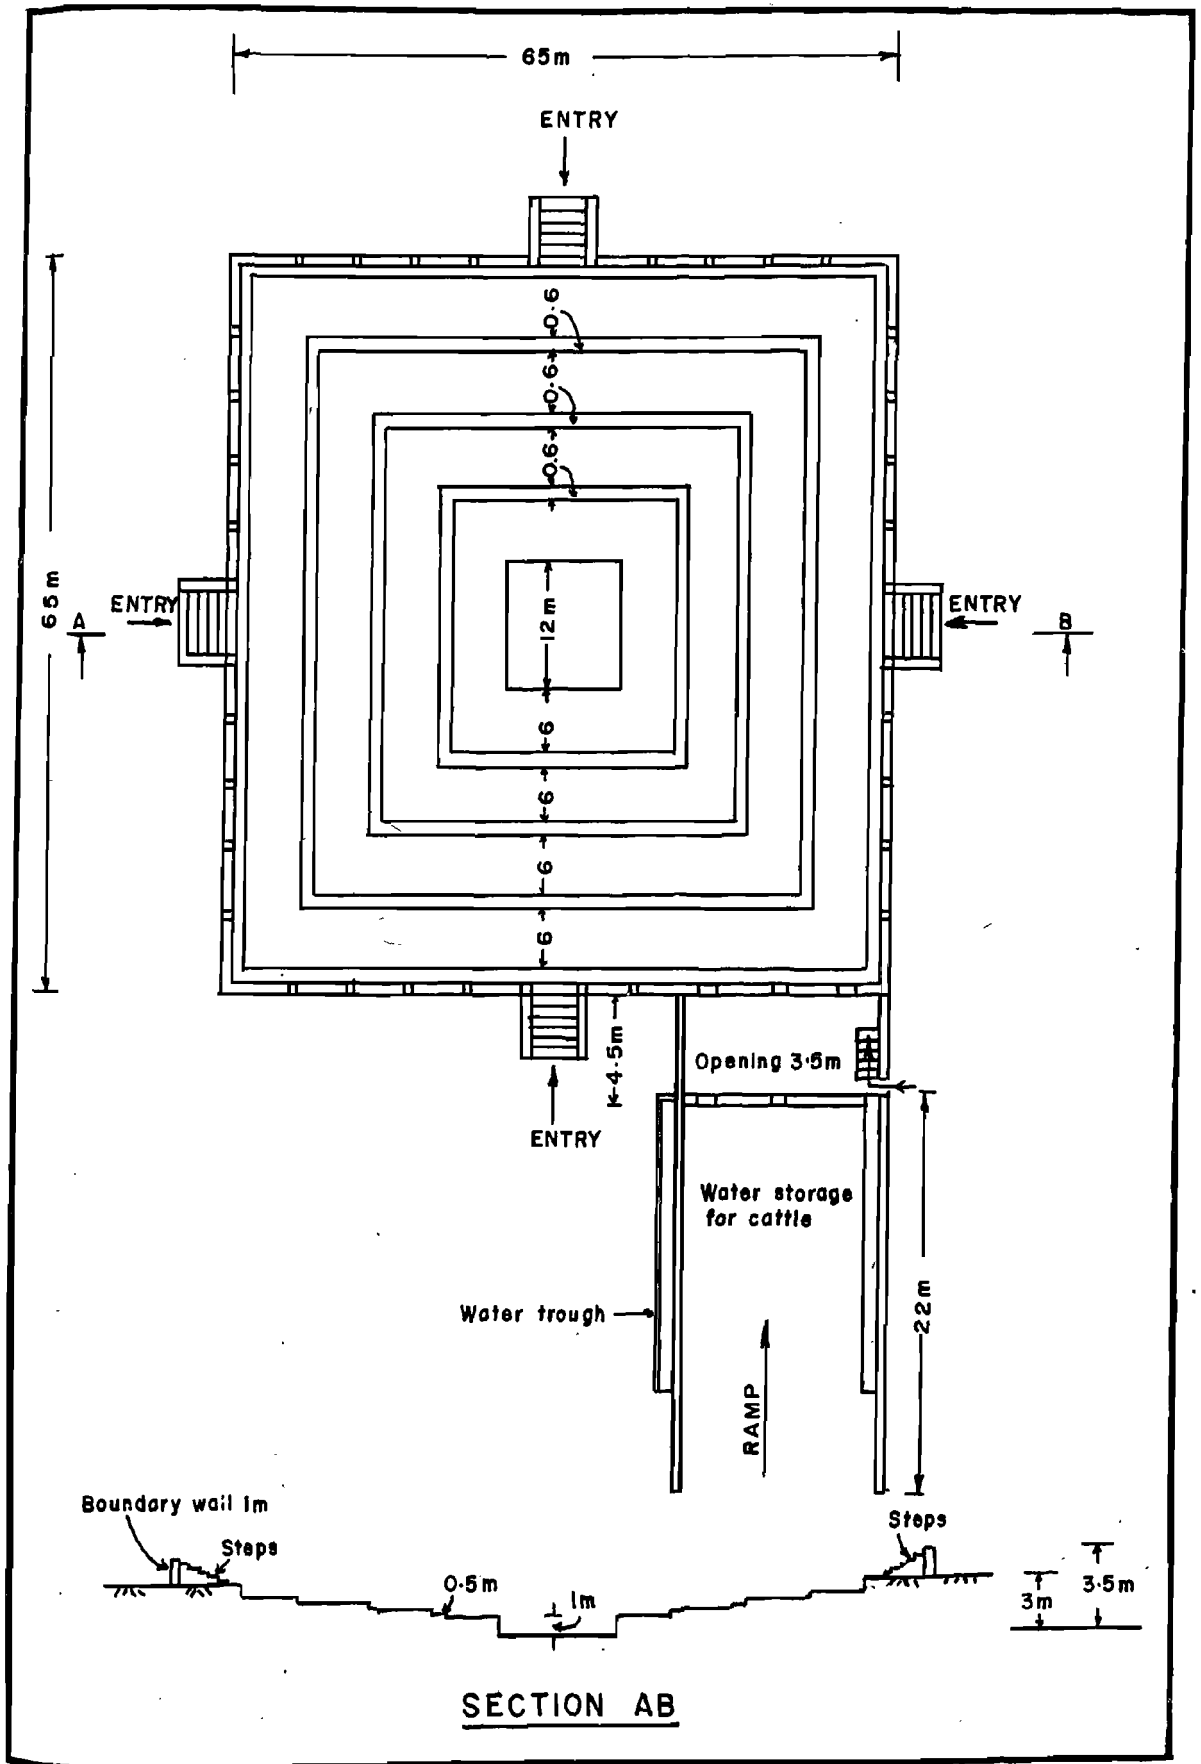 65m
ENTRY
0.6
0.6
0.6
65m
ENTRY
A
12m
ENTRY
B
6
6
6
6
4.5m
Opening 3.5m
ENTRY
Water storage
for cattle
Water trough
22m
RAMP
Boundary wall 1m
Steps
Steps
0.5m
1m
3m
3.5m
SECTION AB